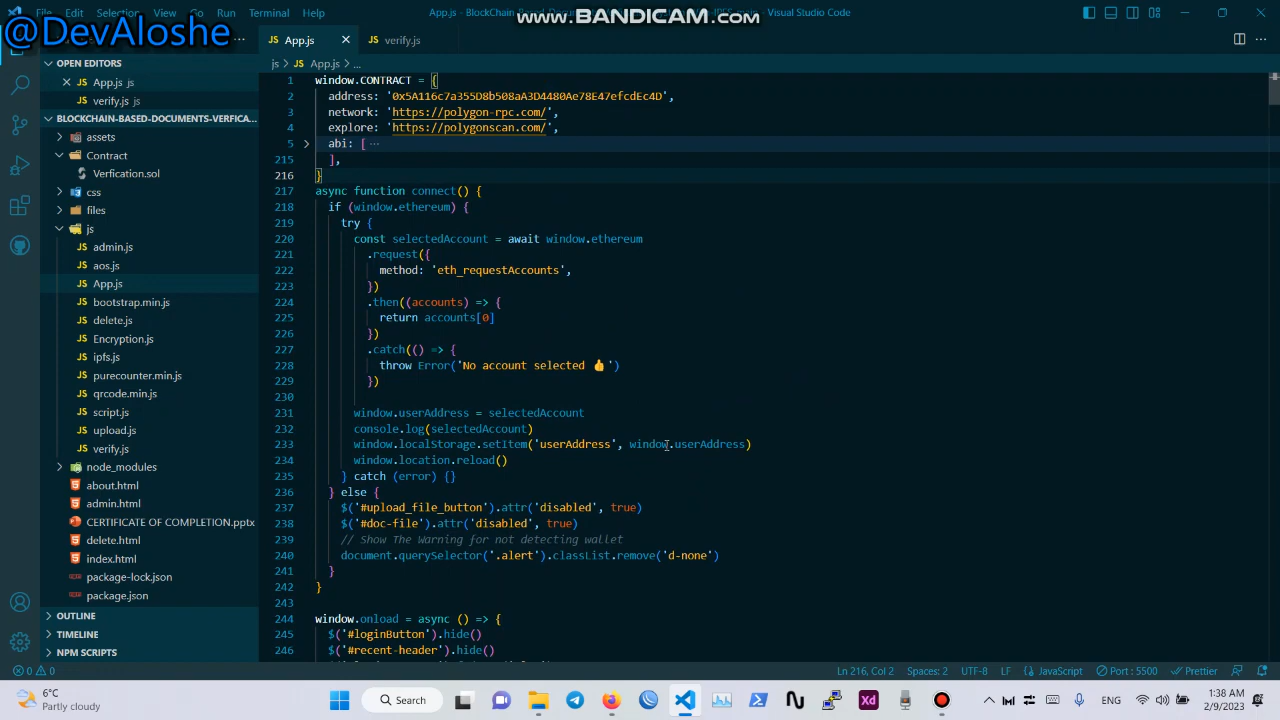 File Edit Selection View Go Run Terminal Help
App.js - BlockChain-Based-Do
Visual Studio Code
www.BANDICAM.com
@DevAloshe
App.js
verify.js
OPEN EDITORS
App.js js
verify.js js
BLOCKCHAIN-BASED-DOCUMENTS-VERFICA...
assets
Contract
Verfication.sol
css
files
js
admin.js
aos.js
App.js
bootstrap.min.js
delete.js
Encryption.js
ipfs.js
purecounter.min.js
qrcode.min.js
script.js
upload.js
verify.js
node_modules
about.html
admin.html
CERTIFICATE OF COMPLETION.pptx
delete.html
index.html
package-lock.json
package.json
OUTLINE
TIMELINE
NPM SCRIPTS
js > App.js > ...
1 window.CONTRACT = {
2 address: '0x5A116c7a355D8b508aA3D4480Ae78E47efcdEc4D',
3 network: 'https://polygon-rpc.com/',
4 explore: 'https://polygonscan.com/',
5 abi: [ ...
215 ],
216 }
217 async function connect() {
218 if (window.ethereum) {
219 try {
220 const selectedAccount = await window.ethereum
221 .request({
222 method: 'eth_requestAccounts',
223 })
224 .then((accounts) => {
225 return accounts[0]
226 })
227 .catch(() => {
228 throw Error('No account selected 👍')
229 })
230
231 window.userAddress = selectedAccount
232 console.log(selectedAccount)
233 window.localStorage.setItem('userAddress', window.userAddress)
234 window.location.reload()
235 } catch (error) {}
236 } else {
237 $('#upload_file_button').attr('disabled', true)
238 $('#doc-file').attr('disabled', true)
239 // Show The Warning for not detecting wallet
240 document.querySelector('.alert').classList.remove('d-none')
241 }
242 }
243
244 window.onload = async () => {
245 $('#loginButton').hide()
246 $('#recent-header').hide()
0 0 Ln 216, Col 2 Spaces: 2 UTF-8 LF JavaScript Port : 5500 Prettier
6°C
Partly cloudy
Search
ENG
1:38 AM
2/9/2023